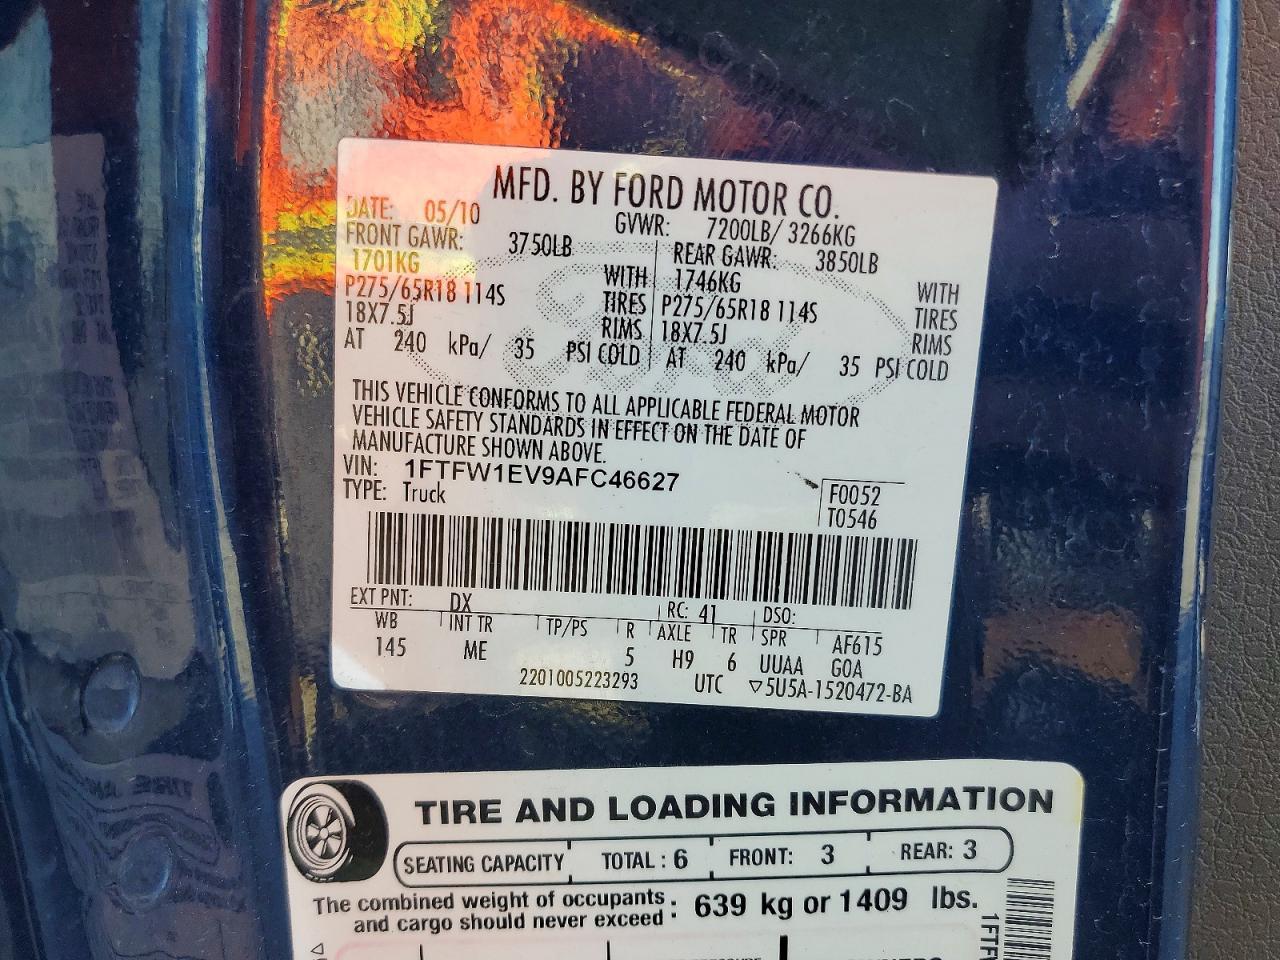 MFD. BY FORD MOTOR CO.
DATE: 05/10 GVWR: 7200LB/ 3266KG
FRONT GAWR: 3750LB REAR GAWR: 3850LB
1701KG WITH 1746KG WITH
P275/65R18 114S TIRES P275/65R18 114S TIRES
18X7.5J RIMS 18X7.5J RIMS
AT 240 kPa/ 35 PSI COLD AT 240 kPa/ 35 PSI COLD
THIS VEHICLE CONFORMS TO ALL APPLICABLE FEDERAL MOTOR
VEHICLE SAFETY STANDARDS IN EFFECT ON THE DATE OF
MANUFACTURE SHOWN ABOVE.
VIN: 1FTFW1EV9AFC46627
TYPE: Truck
F0052
T0546
EXT PNT: DX RC: 41 DSO:
WB INT TR TP/PS R AXLE TR SPR AF615
145 ME 5 H9 6 UUAA GOA
2201005223293 UTC ▽5U5A-1520472-BA
TIRE AND LOADING INFORMATION
SEATING CAPACITY TOTAL : 6 FRONT: 3 REAR: 3
The combined weight of occupants : 639 kg or 1409 lbs.
and cargo should never exceed :